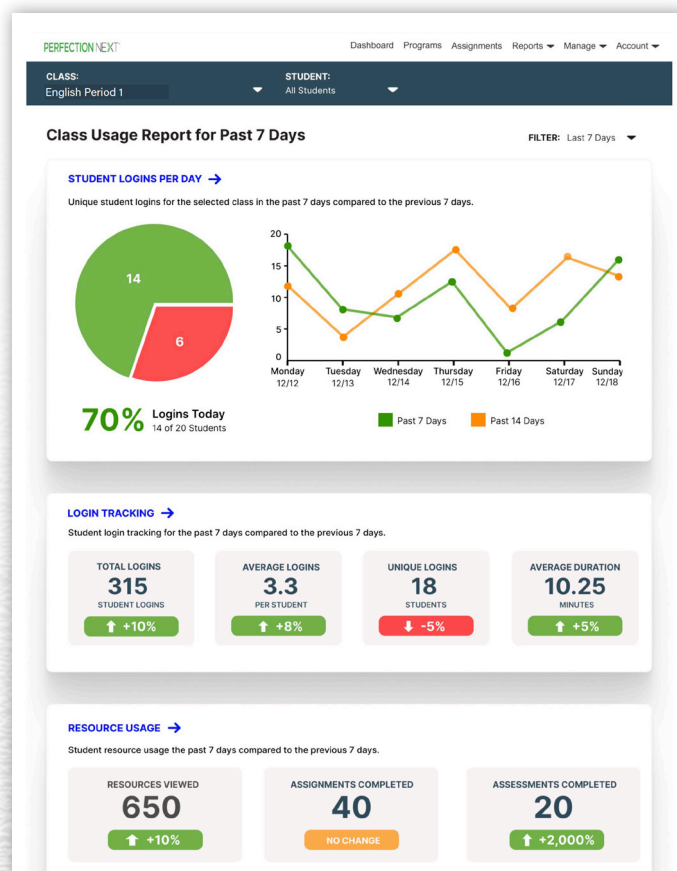 PERFECTION NEXT
Dashboard Programs Assignments Reports Manage Account
CLASS: STUDENT:
English Period 1 All Students
Class Usage Report for Past 7 Days FILTER: Last 7 Days
STUDENT LOGINS PER DAY
Unique student logins for the selected class in the past 7 days compared to the previous 7 days.
14
6
70% Logins Today
14 of 20 Students
20
15
10
5
0
Monday Tuesday Wednesday Thursday Friday Saturday Sunday
12/12 12/13 12/14 12/15 12/16 12/17 12/18
Past 7 Days Past 14 Days
LOGIN TRACKING
Student login tracking for the past 7 days compared to the previous 7 days.
TOTAL LOGINS AVERAGE LOGINS UNIQUE LOGINS AVERAGE DURATION
315 3.3 18 10.25
STUDENT LOGINS PER STUDENT STUDENTS MINUTES
+10% +8% -5% +5%
RESOURCE USAGE
Student resource usage the past 7 days compared to the previous 7 days.
RESOURCES VIEWED ASSIGNMENTS COMPLETED ASSESSMENTS COMPLETED
650 40 20
+10% NO CHANGE +2,000%